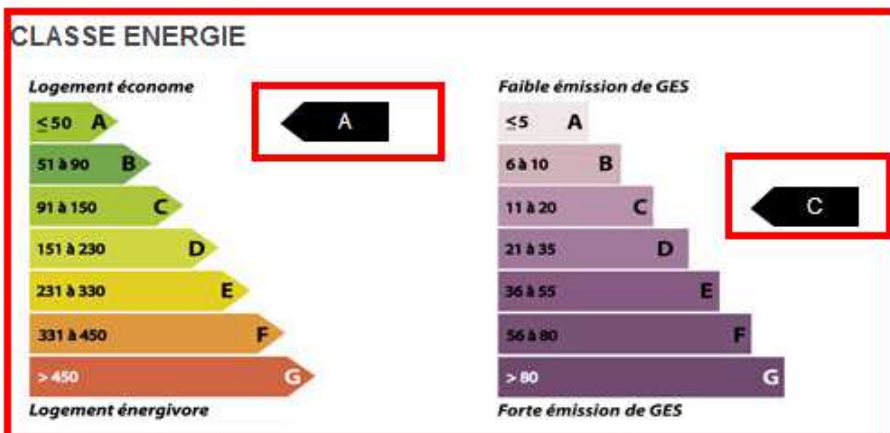 CLASSE ENERGIE
Logement économe
≤50 A
A
51 à 90 B
91 à 150 C
151 à 230 D
231 à 330 E
331 à 450 F
> 450 G
Logement énergivore
Faible émission de GES
≤5 A
6 à 10 B
11 à 20 C
C
21 à 35 D
36 à 55 E
56 à 80 F
> 80 G
Forte émission de GES